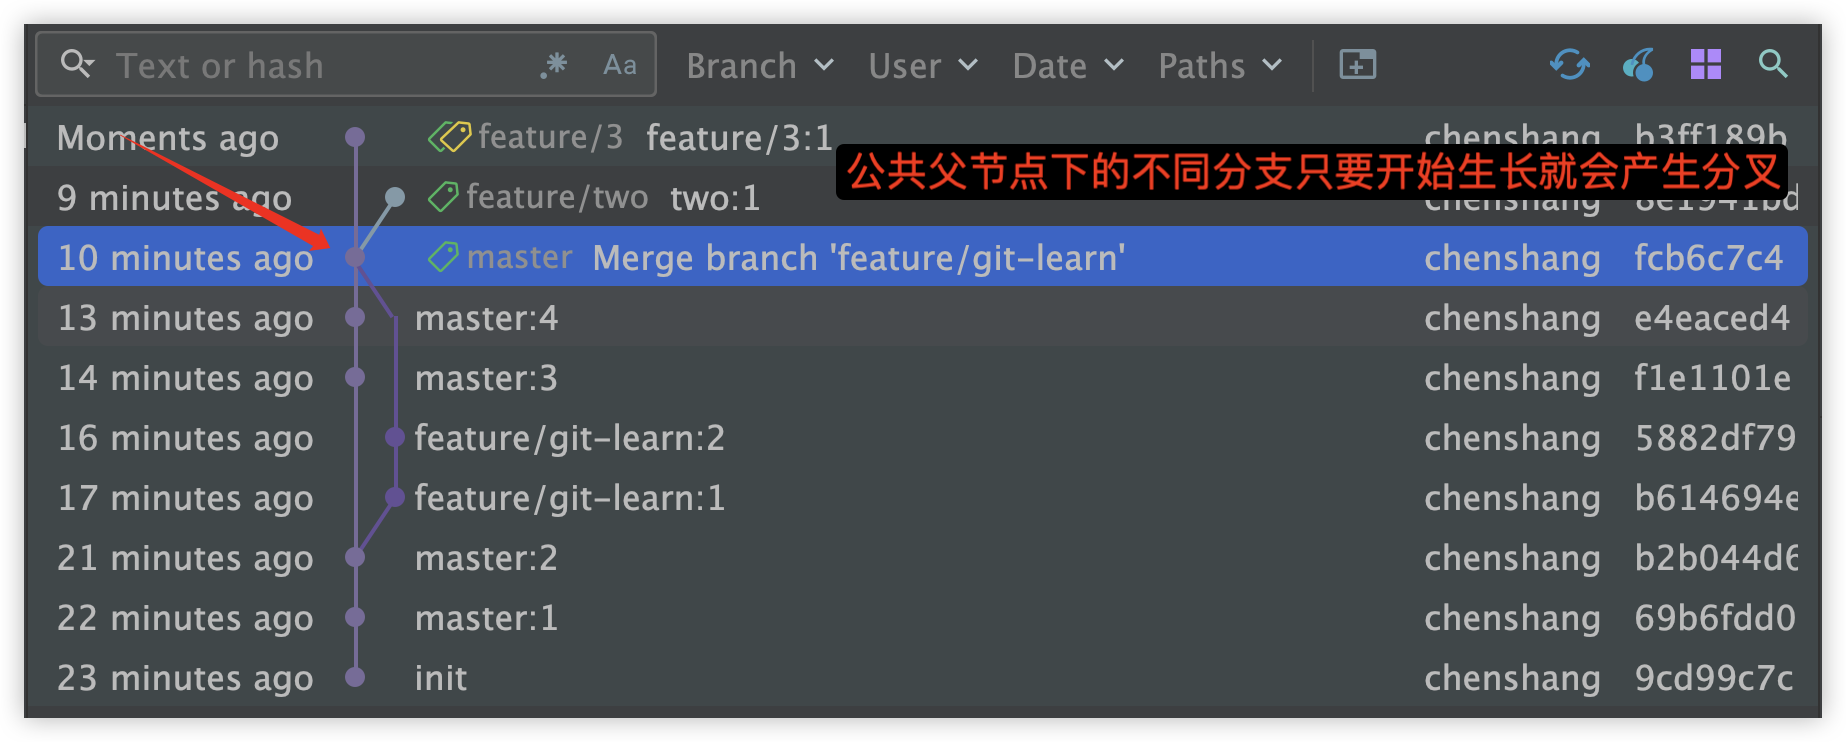 Text or hash .* Aa Branch User Date Paths
Moments ago feature/3 feature/3:1 chenshang b3ff189b
公共父节点下的不同分支只要开始生长就会产生分叉
9 minutes ago feature/two two:1 chenshang 8e1941bd
10 minutes ago master Merge branch 'feature/git-learn' chenshang fcb6c7c4
13 minutes ago master:4 chenshang e4eaced4
14 minutes ago master:3 chenshang f1e1101e
16 minutes ago feature/git-learn:2 chenshang 5882df79
17 minutes ago feature/git-learn:1 chenshang b614694e
21 minutes ago master:2 chenshang b2b044d6
22 minutes ago master:1 chenshang 69b6fdd0
23 minutes ago init chenshang 9cd99c7c